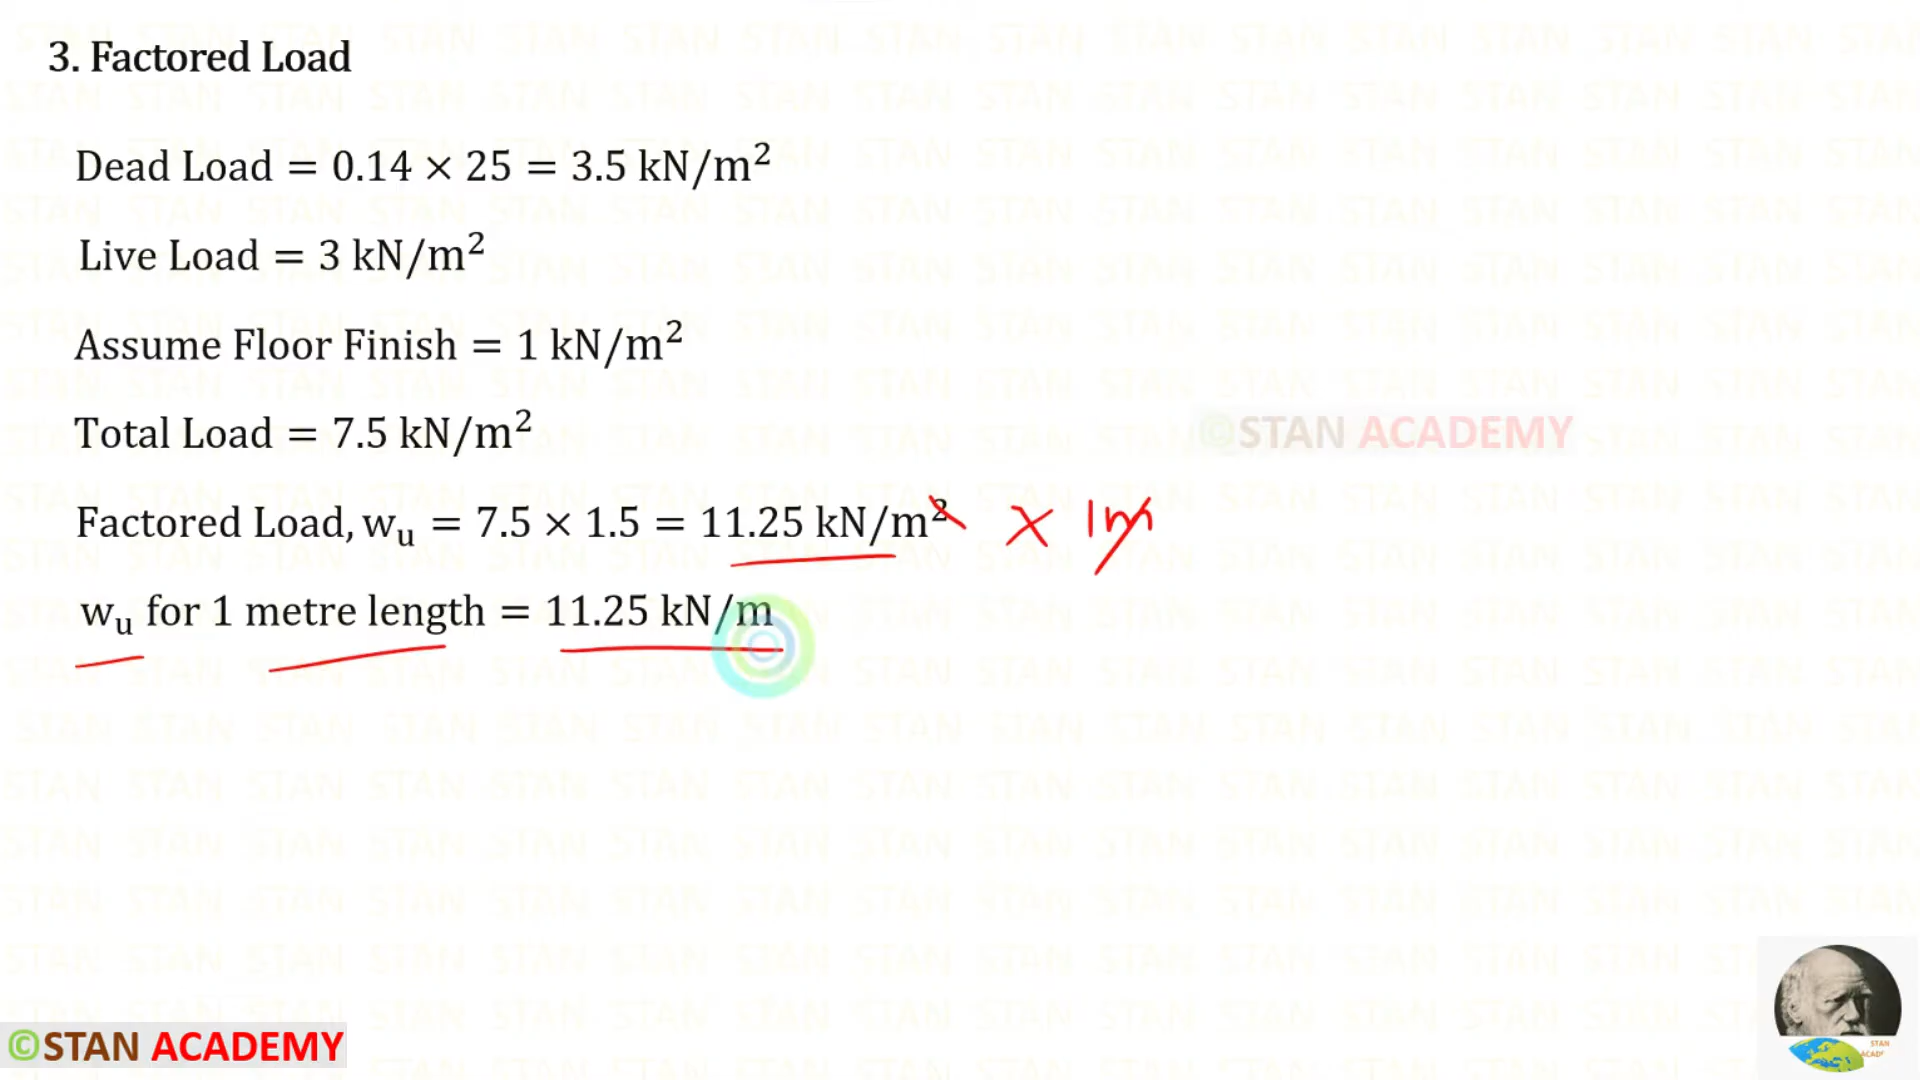 3. Factored Load
Dead Load = 0.14 × 25 = 3.5 kN/m²
Live Load = 3 kN/m²
Assume Floor Finish = 1 kN/m²
Total Load = 7.5 kN/m²
©STAN ACADEMY
Factored Load, wᵤ = 7.5 × 1.5 = 11.25 kN/m² × 1m
wᵤ for 1 metre length = 11.25 kN/m
©STAN ACADEMY
STAN
ACAD